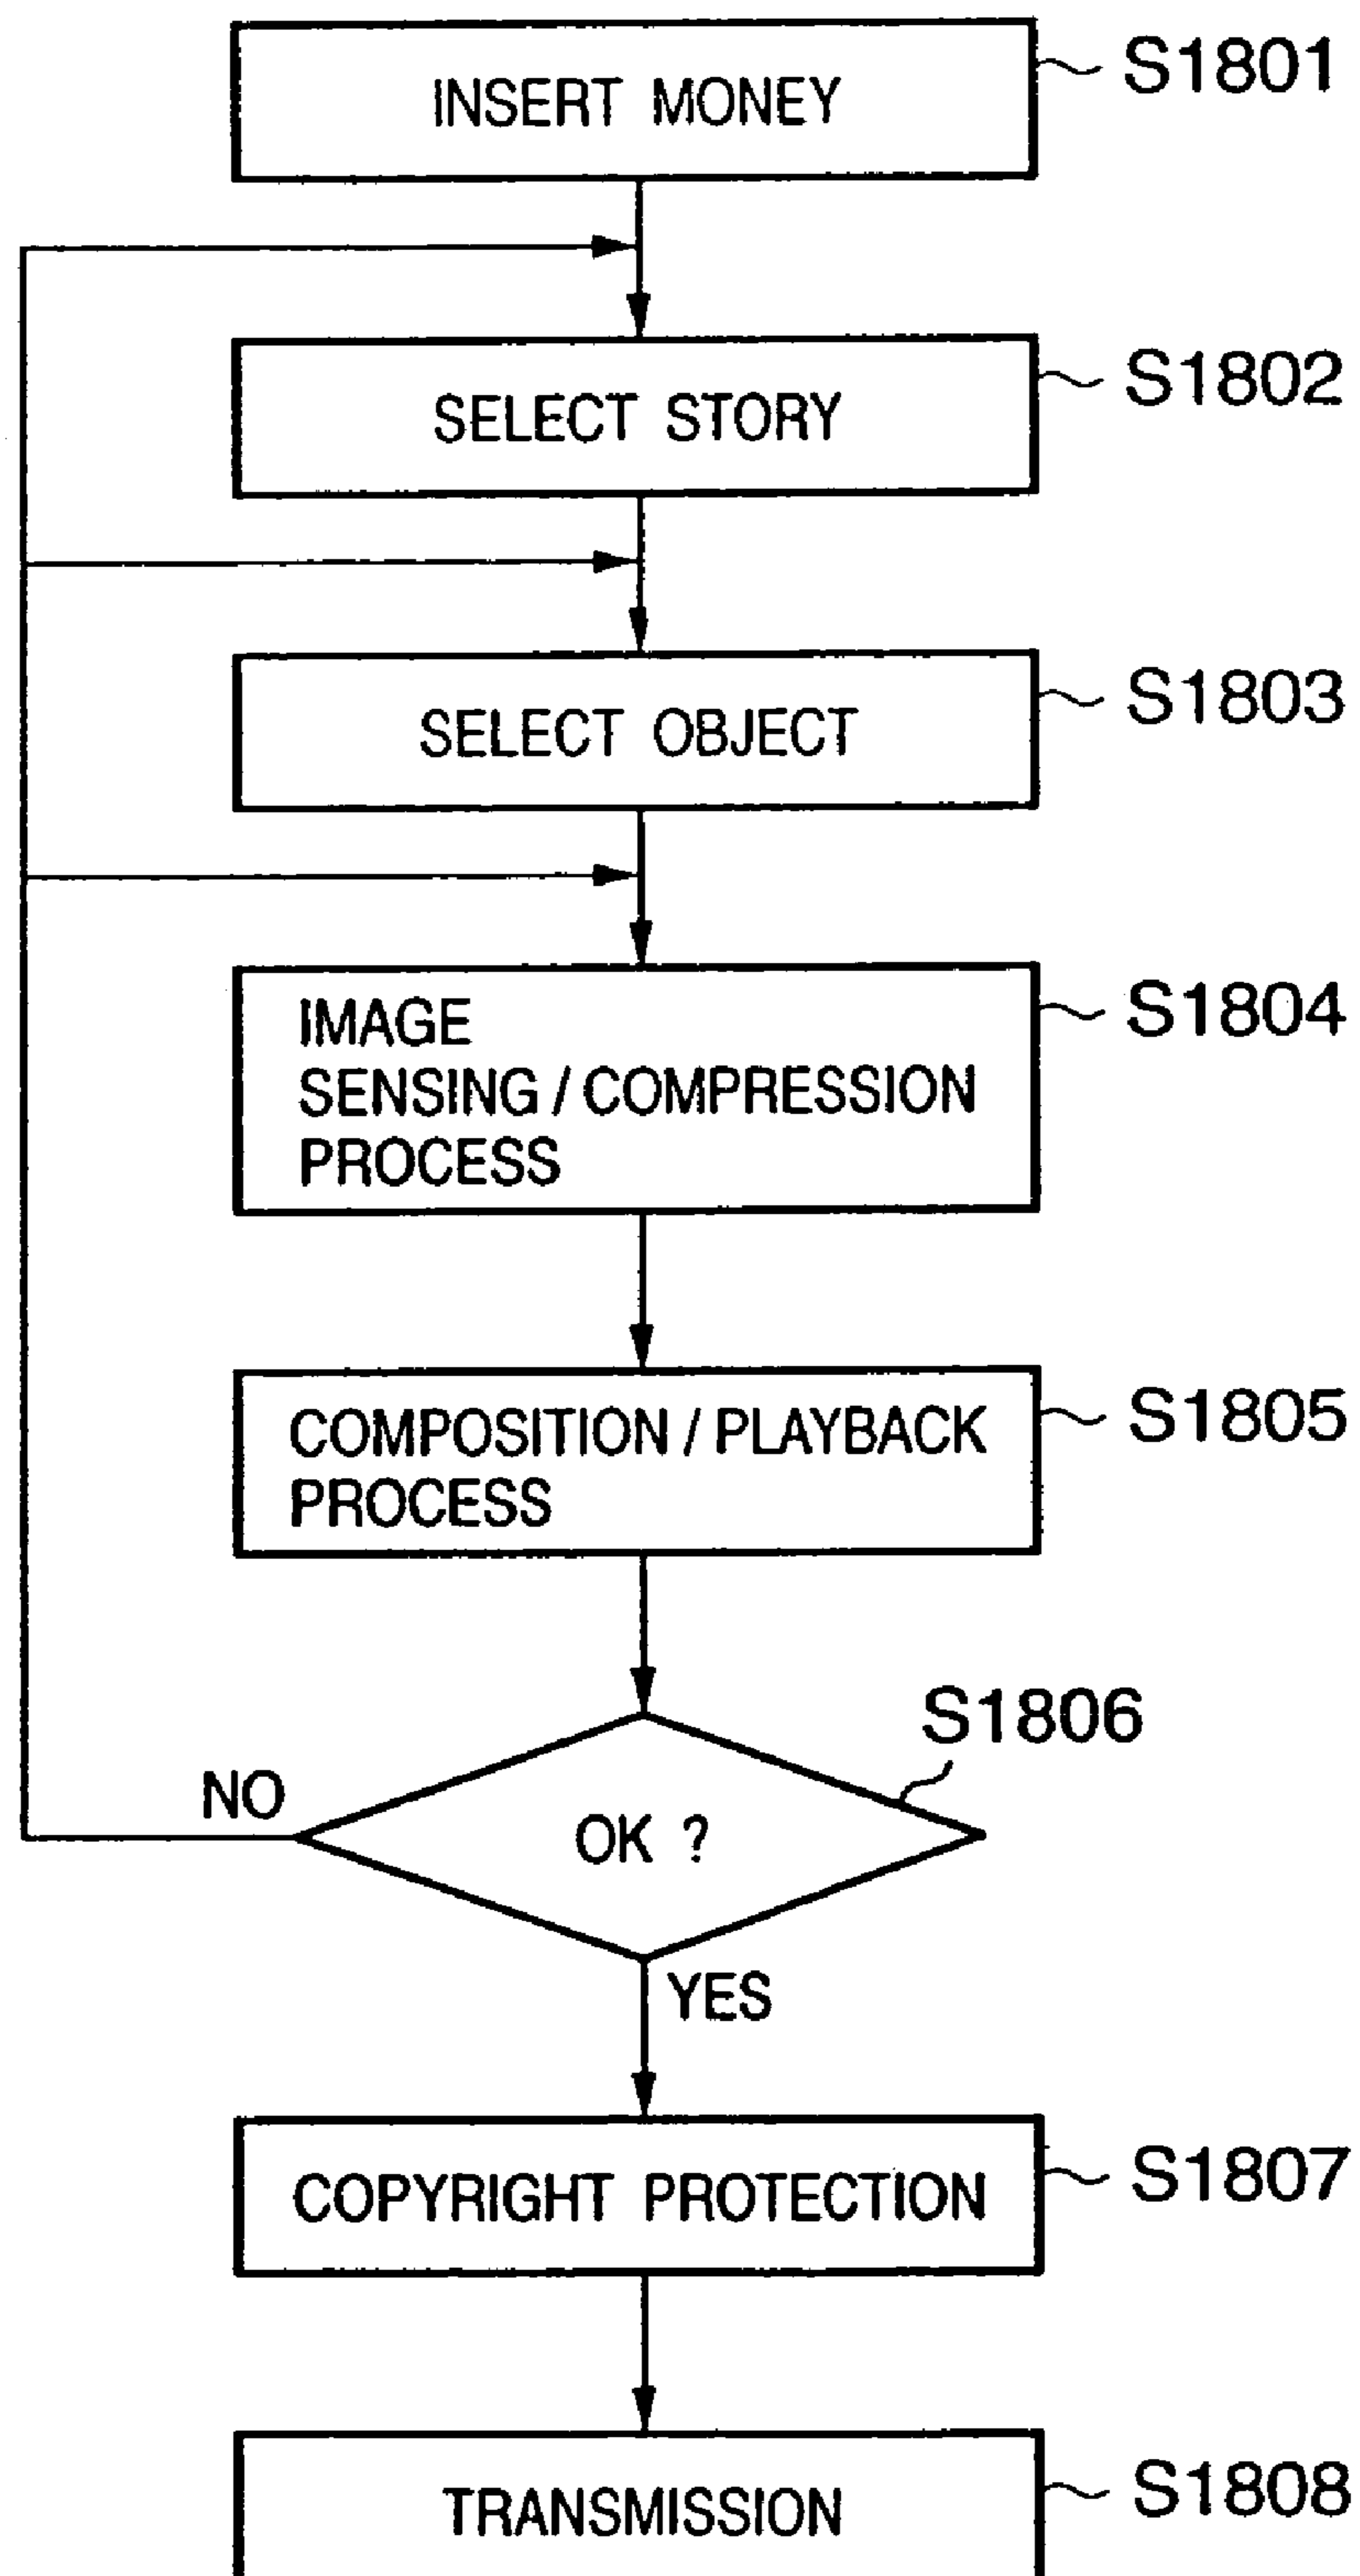 INSERT MONEY
S1801
SELECT STORY
S1802
SELECT OBJECT
S1803
IMAGE
SENSING / COMPRESSION
PROCESS
S1804
COMPOSITION / PLAYBACK
PROCESS
S1805
S1806
NO
OK ?
YES
COPYRIGHT PROTECTION
S1807
TRANSMISSION
S1808